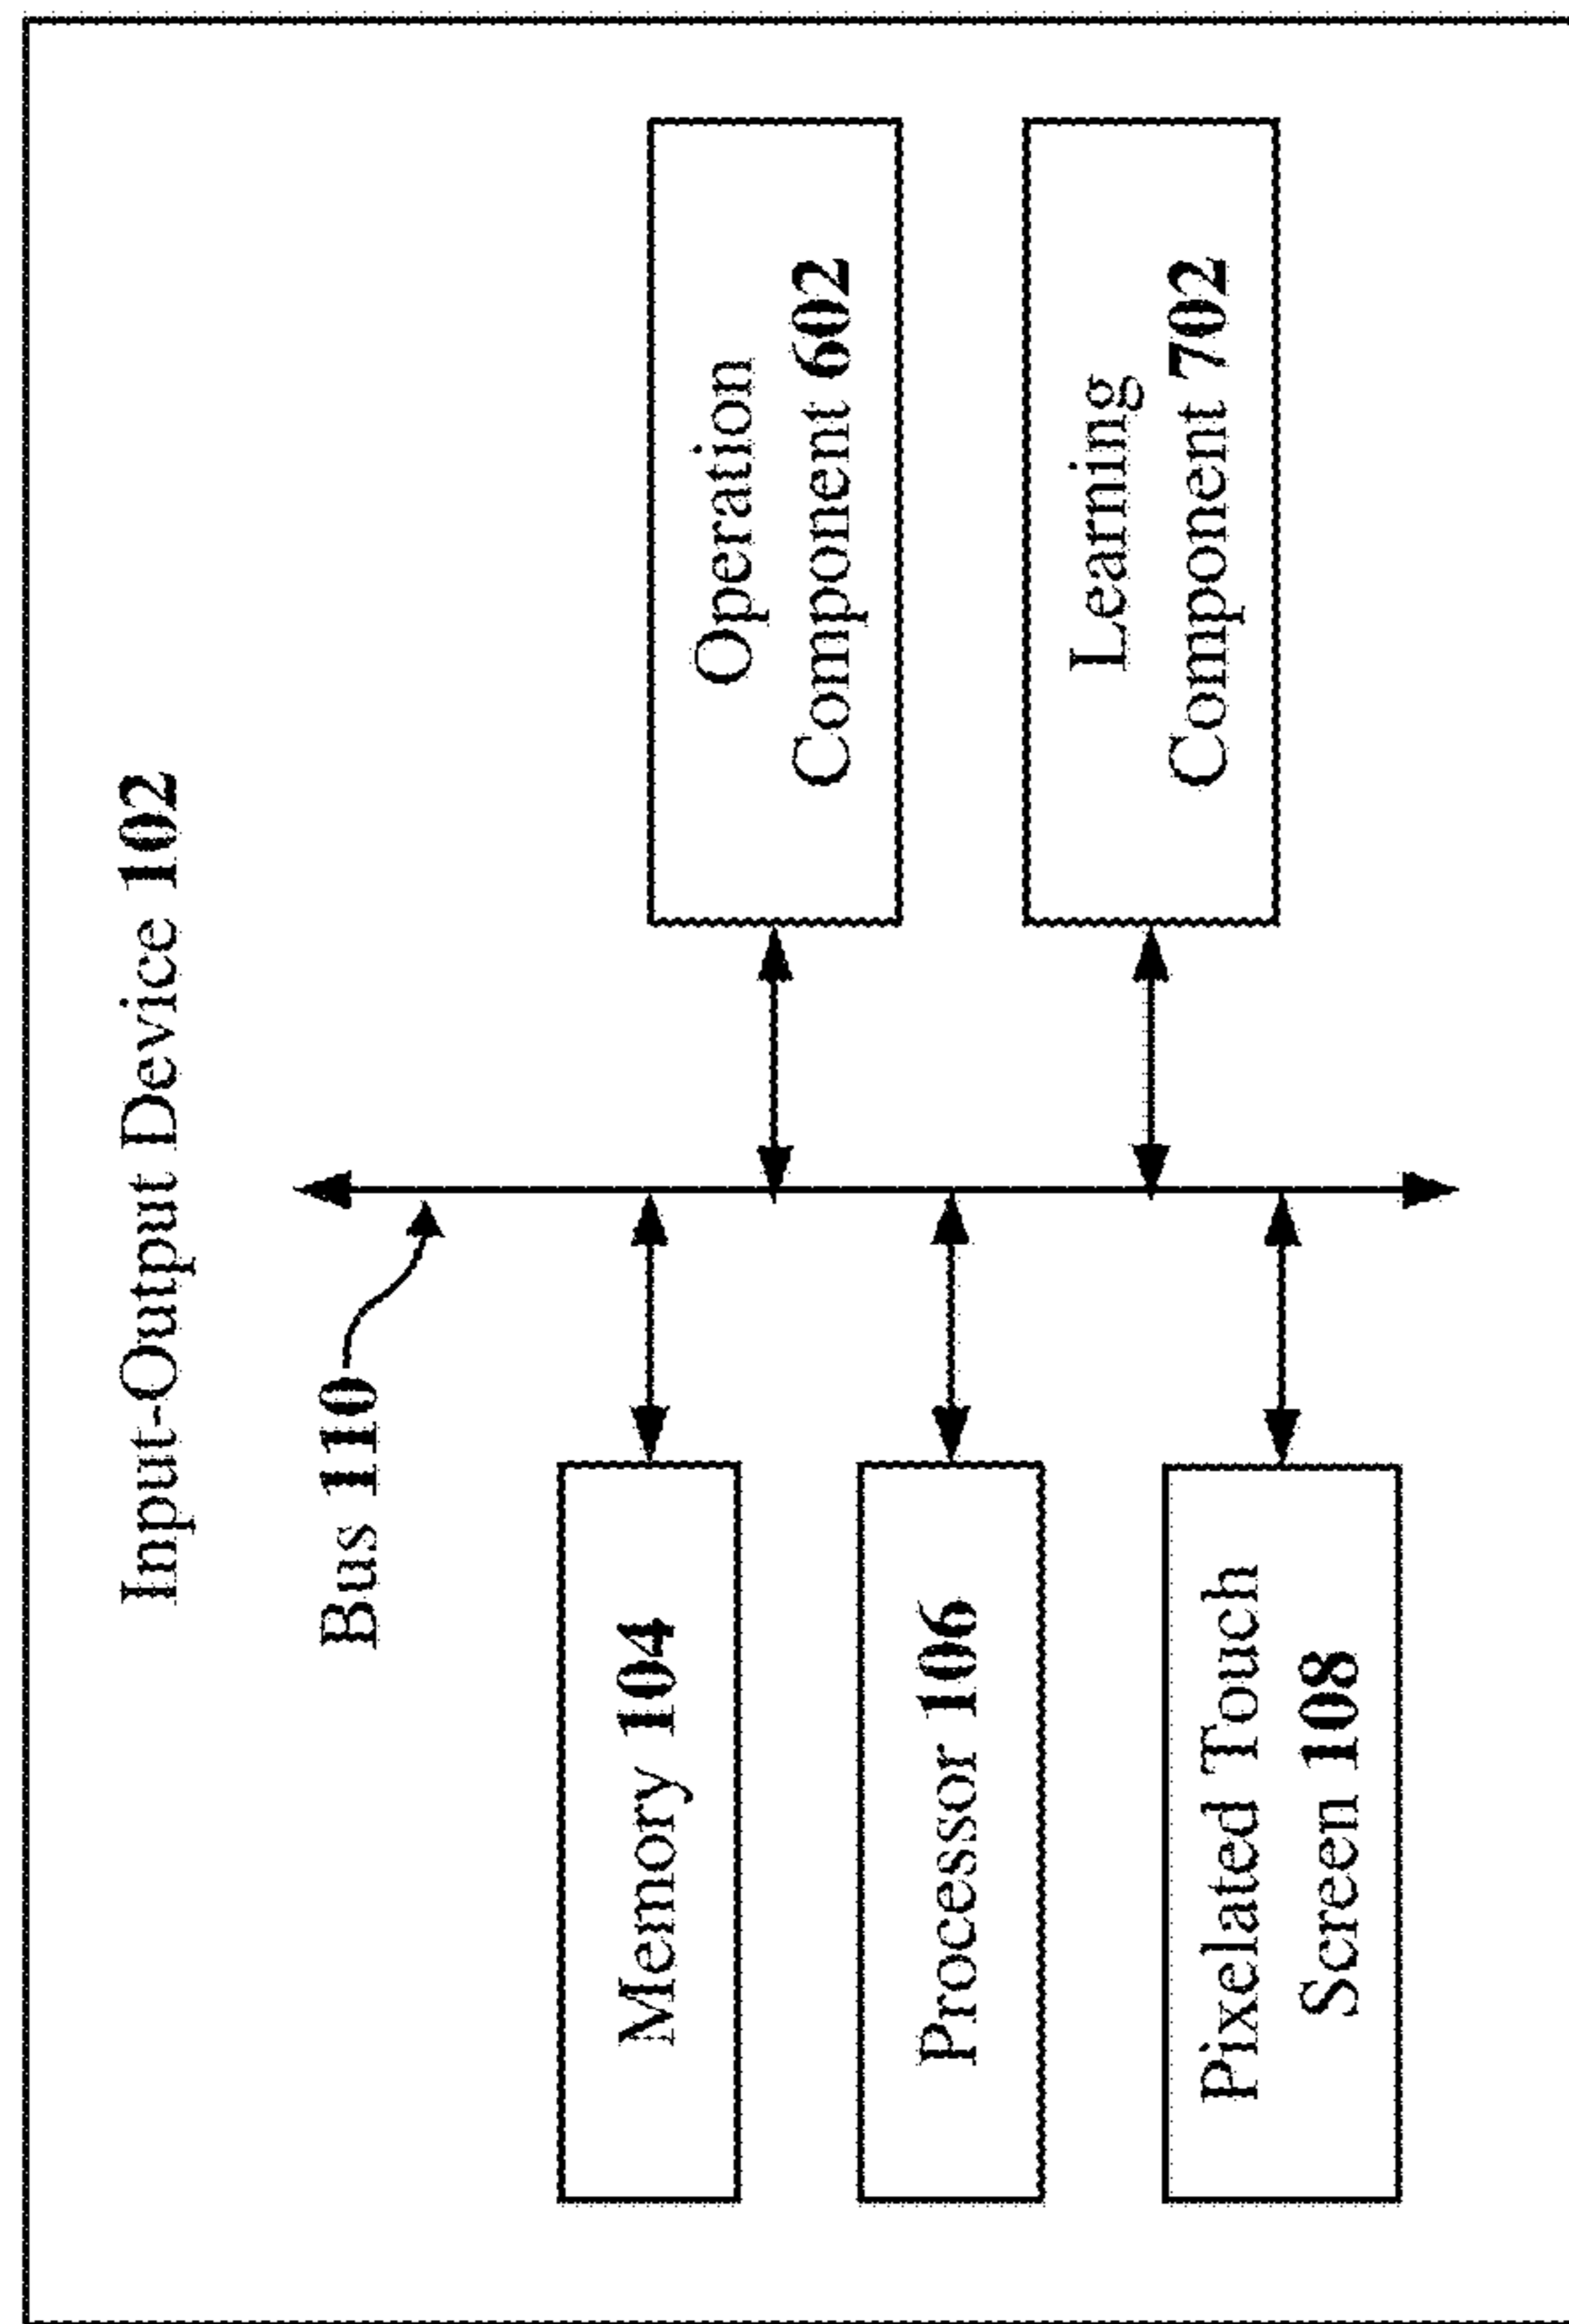 Input-Output Device 102
Bus 110
Memory 104
Processor 106
Pixelated Touch
Screen 108
Operation
Component 602
Learning
Component 702